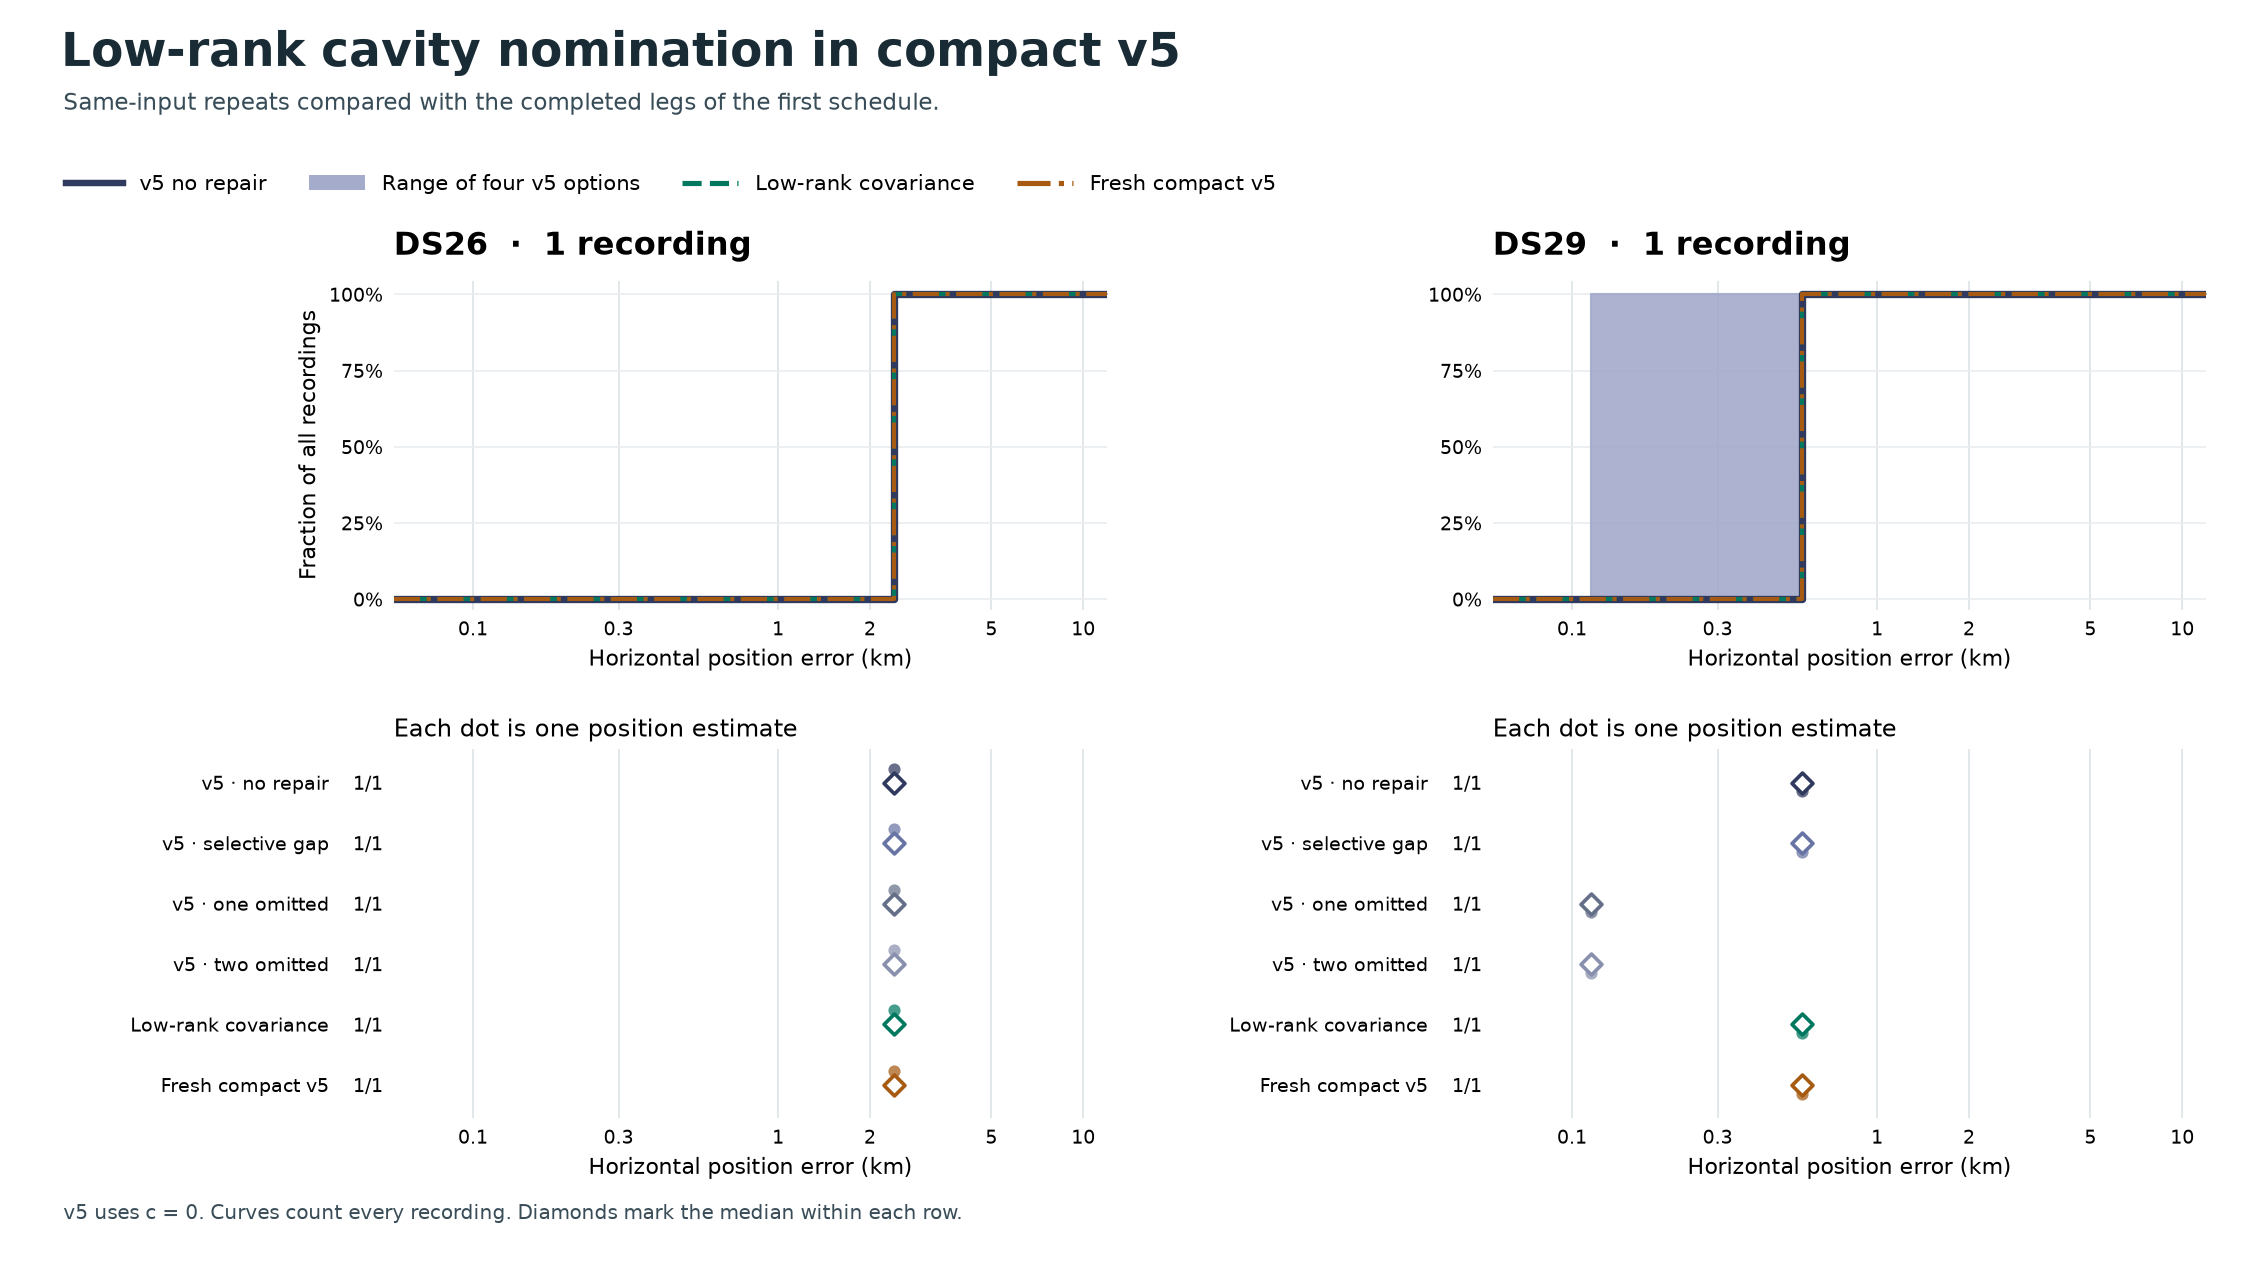 Low-rank cavity nomination in compact v5
Same-input repeats compared with the completed legs of the first schedule.
v5 no repair
Range of four v5 options
Low-rank covariance
Fresh compact v5
DS26 · 1 recording
Fraction of all recordings
100%
75%
50%
25%
0%
0.1 0.3 1 2 5 10
Horizontal position error (km)
DS29 · 1 recording
100%
75%
50%
25%
0%
0.1 0.3 1 2 5 10
Horizontal position error (km)
Each dot is one position estimate
v5 · no repair 1/1
v5 · selective gap 1/1
v5 · one omitted 1/1
v5 · two omitted 1/1
Low-rank covariance 1/1
Fresh compact v5 1/1
0.1 0.3 1 2 5 10
Horizontal position error (km)
Each dot is one position estimate
v5 · no repair 1/1
v5 · selective gap 1/1
v5 · one omitted 1/1
v5 · two omitted 1/1
Low-rank covariance 1/1
Fresh compact v5 1/1
0.1 0.3 1 2 5 10
Horizontal position error (km)
v5 uses c = 0. Curves count every recording. Diamonds mark the median within each row.